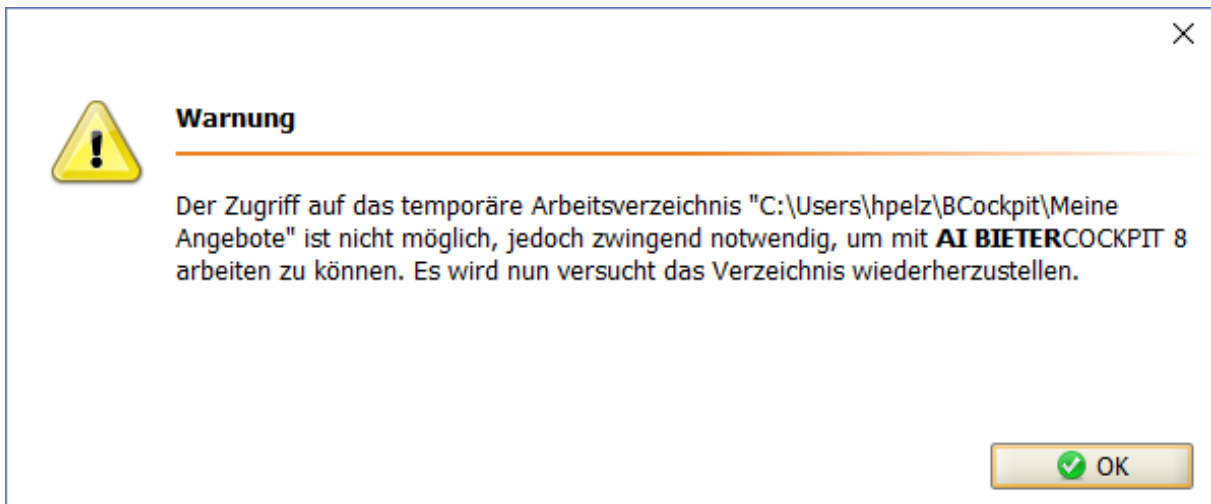 Warnung
Der Zugriff auf das temporäre Arbeitsverzeichnis "C:\Users\hpelz\BCockpit\Meine
Angebote" ist nicht möglich, jedoch zwingend notwendig, um mit AI BIETERCOCKPIT 8
arbeiten zu können. Es wird nun versucht das Verzeichnis wiederherzustellen.
OK